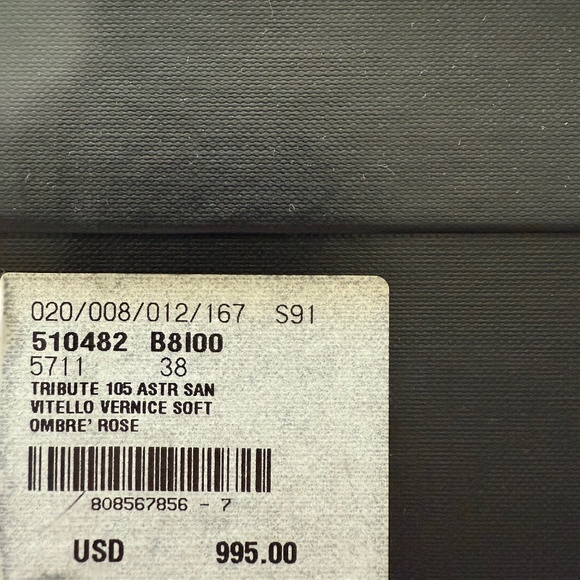 020/008/012/167 S91
510482 B8I00
5711 38
TRIBUTE 105 ASTR SAN
VITELLO VERNICE SOFT
OMBRE' ROSE
808567856 - 7
USD 995.00